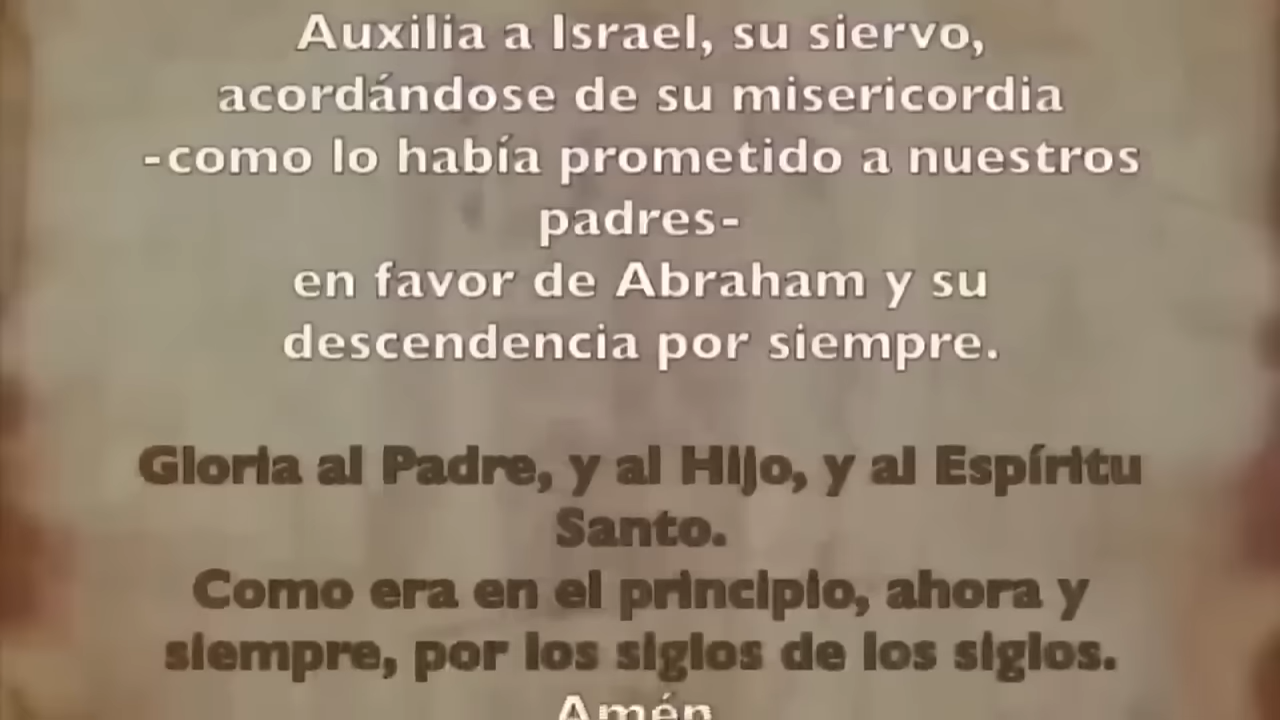 Auxilia a Israel, su siervo,
acordándose de su misericordia
-como lo había prometido a nuestros
padres-
en favor de Abraham y su
descendencia por siempre.
Gloria al Padre, y al Hijo, y al Espíritu
Santo.
Como era en el principio, ahora y
siempre, por los siglos de los siglos.
Amén